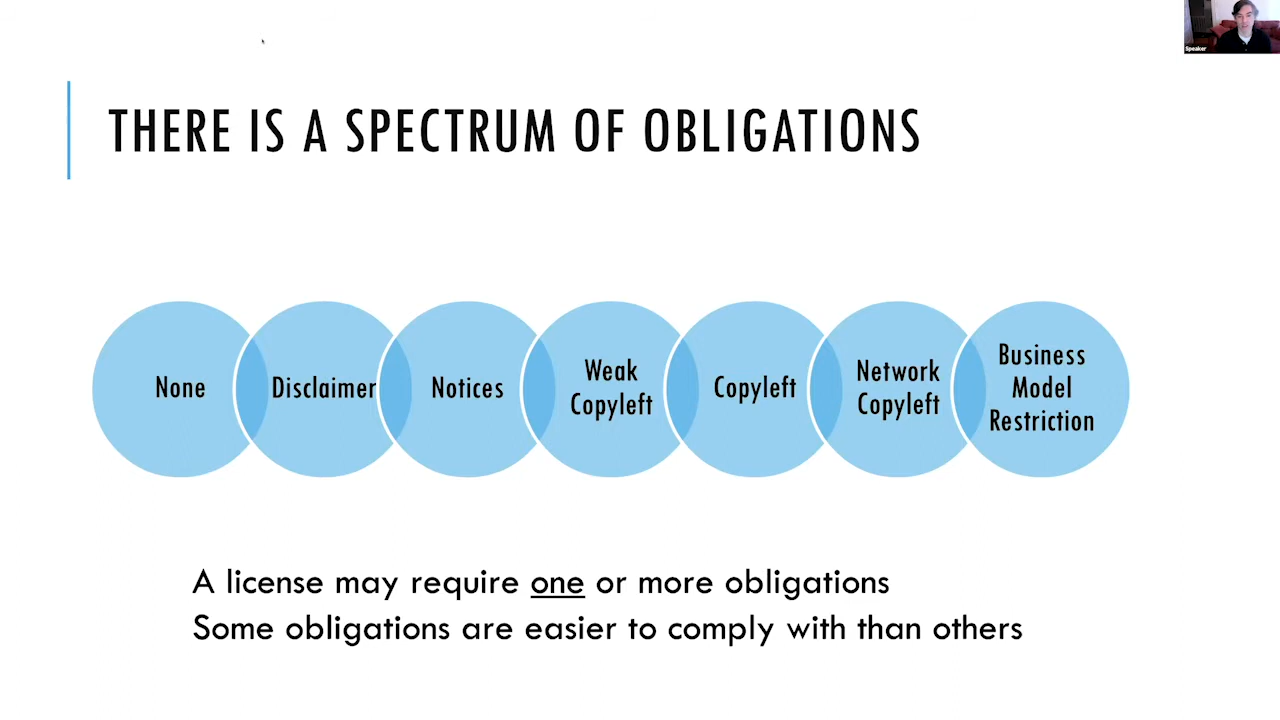 Speaker
THERE IS A SPECTRUM OF OBLIGATIONS
None
Disclaimer
Notices
Weak
Copyleft
Copyleft
Network
Copyleft
Business
Model
Restriction
A license may require one or more obligations
Some obligations are easier to comply with than others